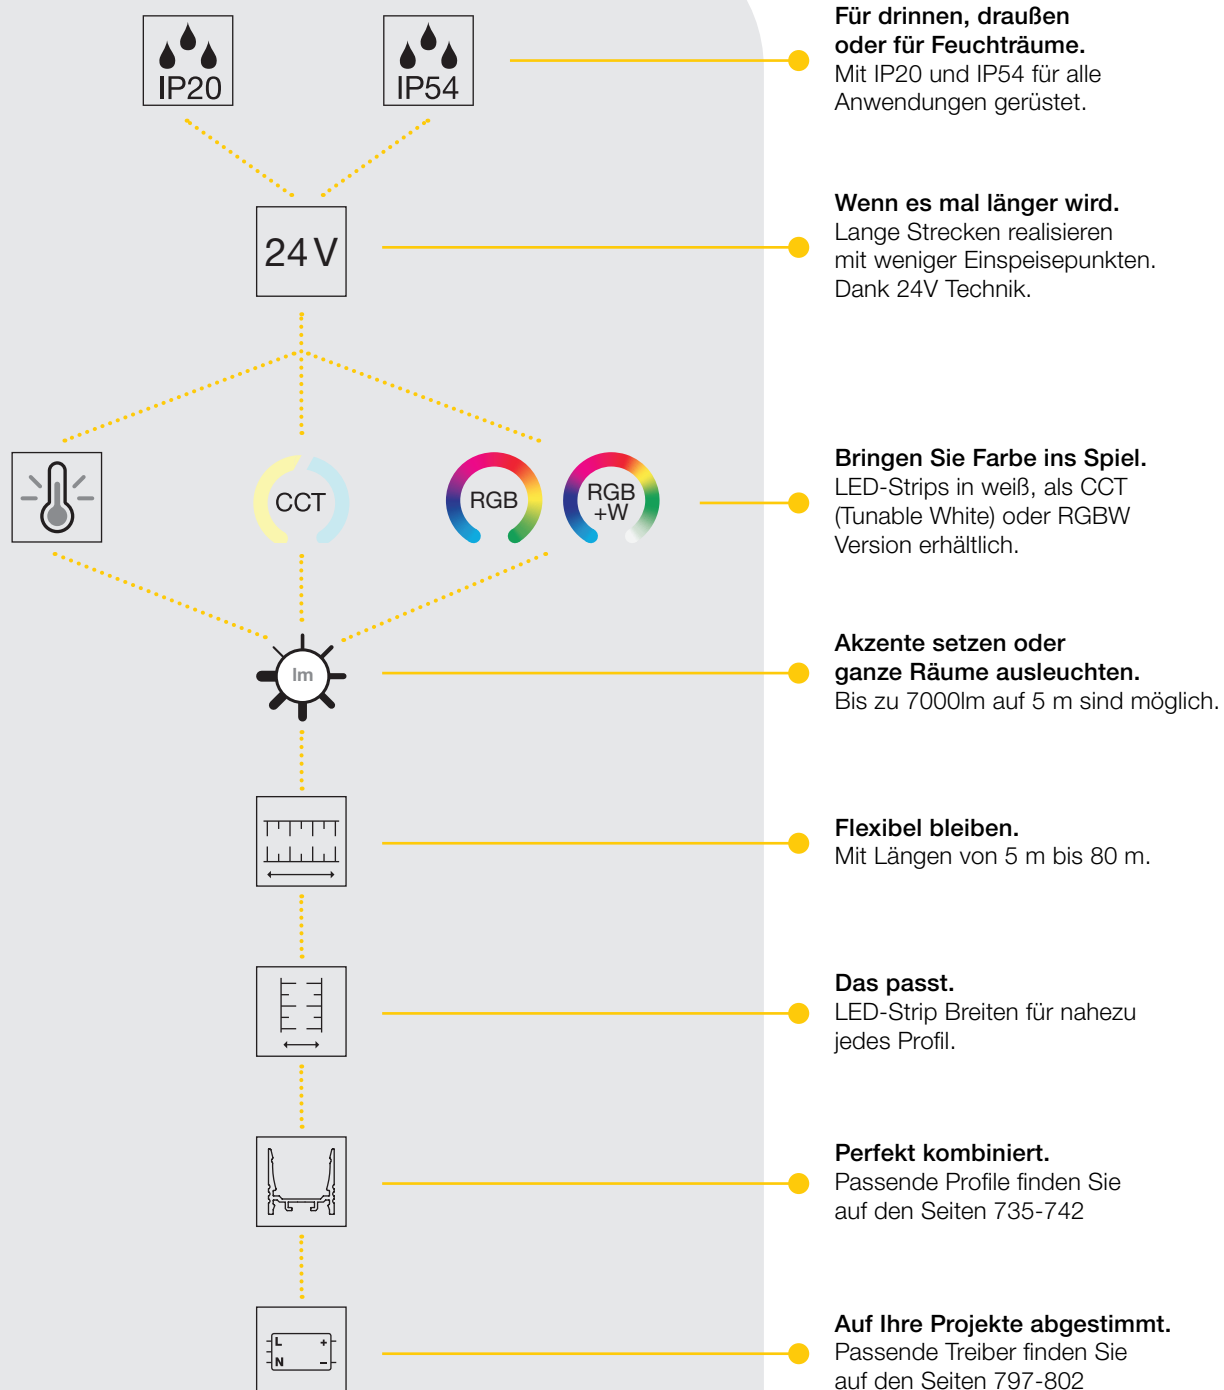 IP20
IP54
Für drinnen, draußen
oder für Feuchträume.
Mit IP20 und IP54 für alle
Anwendungen gerüstet.
24V
Wenn es mal länger wird.
Lange Strecken realisieren
mit weniger Einspeisepunkten.
Dank 24V Technik.
CCT
RGB
RGB
+W
Bringen Sie Farbe ins Spiel.
LED-Strips in weiß, als CCT
(Tunable White) oder RGBW
Version erhältlich.
lm
Akzente setzen oder
ganze Räume ausleuchten.
Bis zu 7000lm auf 5 m sind möglich.
Flexibel bleiben.
Mit Längen von 5 m bis 80 m.
Das passt.
LED-Strip Breiten für nahezu
jedes Profil.
Perfekt kombiniert.
Passende Profile finden Sie
auf den Seiten 735-742
L +
N -
Auf Ihre Projekte abgestimmt.
Passende Treiber finden Sie
auf den Seiten 797-802